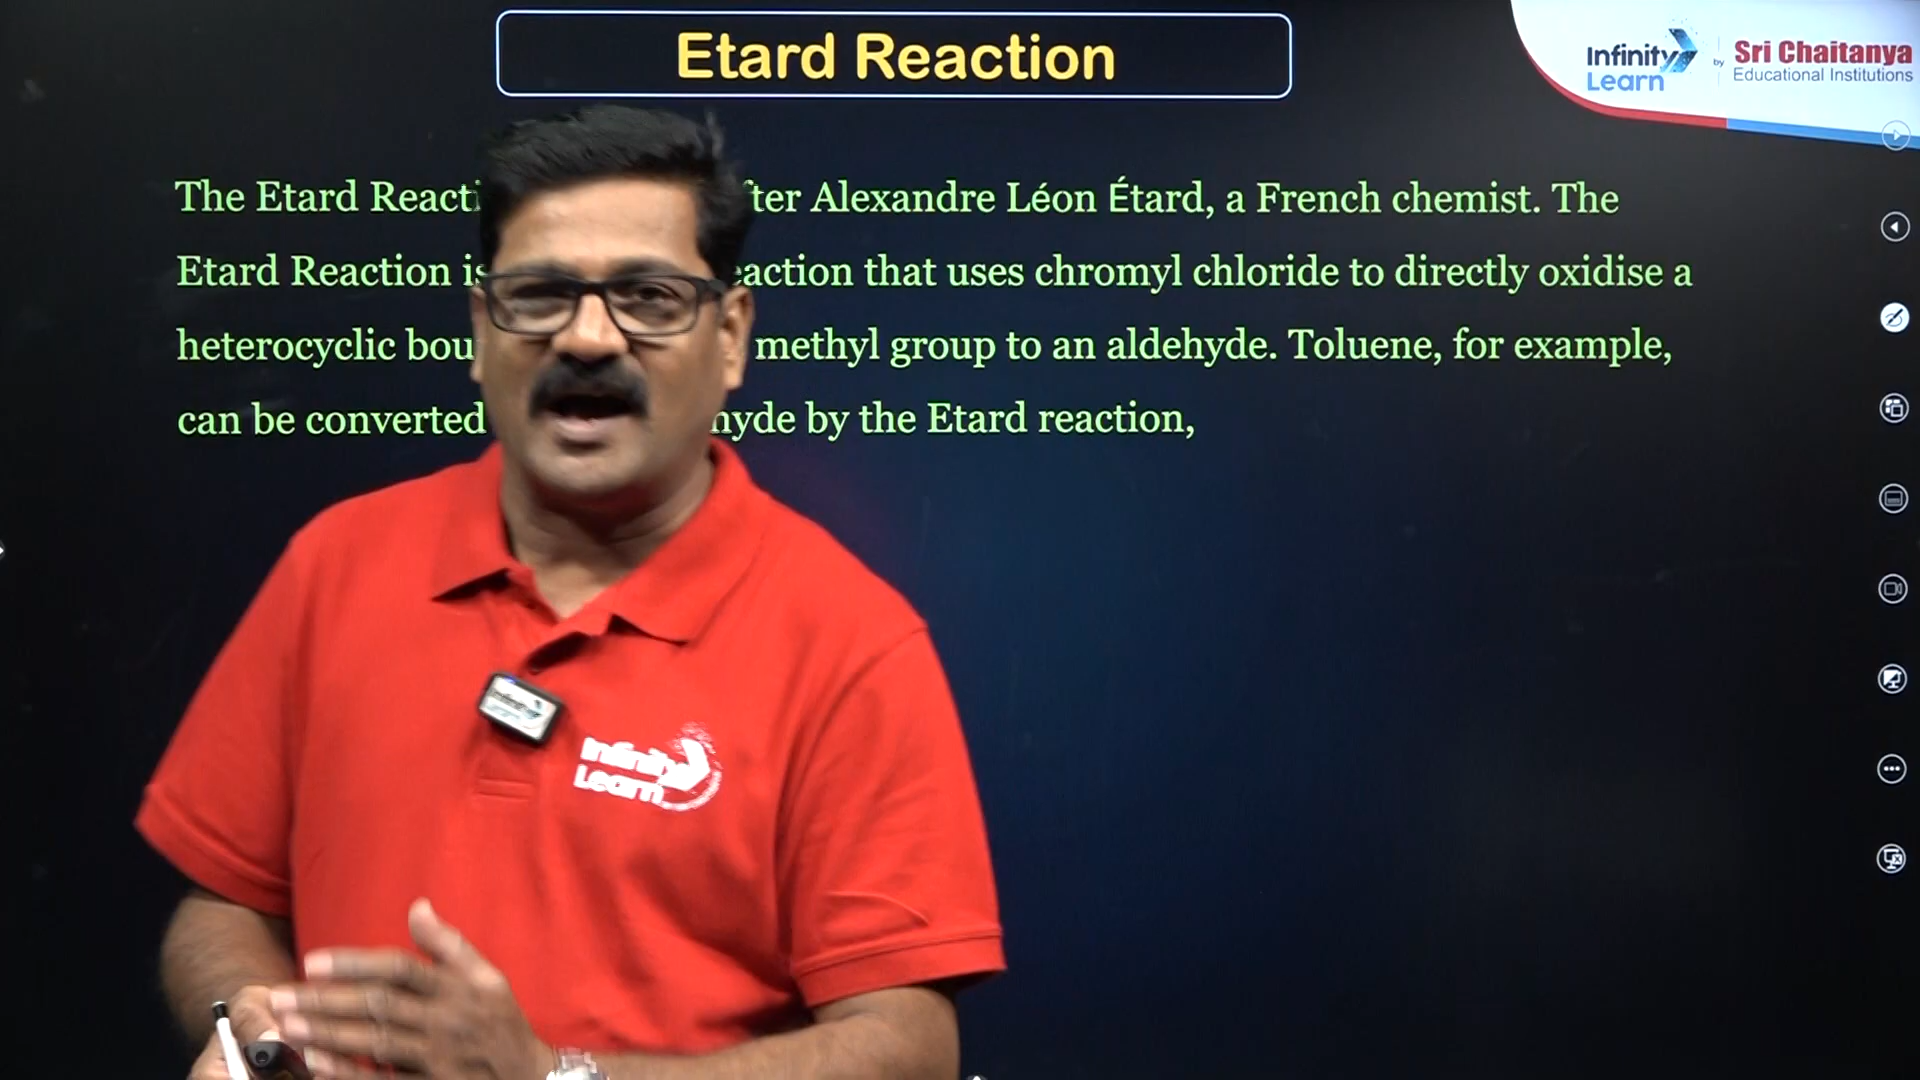 Etard Reaction
Infinity Learn by Sri Chaitanya Educational Institutions
The Etard Reacti fter Alexandre Léon Étard, a French chemist. The
Etard Reaction is eaction that uses chromyl chloride to directly oxidise a
heterocyclic bou methyl group to an aldehyde. Toluene, for example,
can be converted hyde by the Etard reaction,
Infinity
Learn